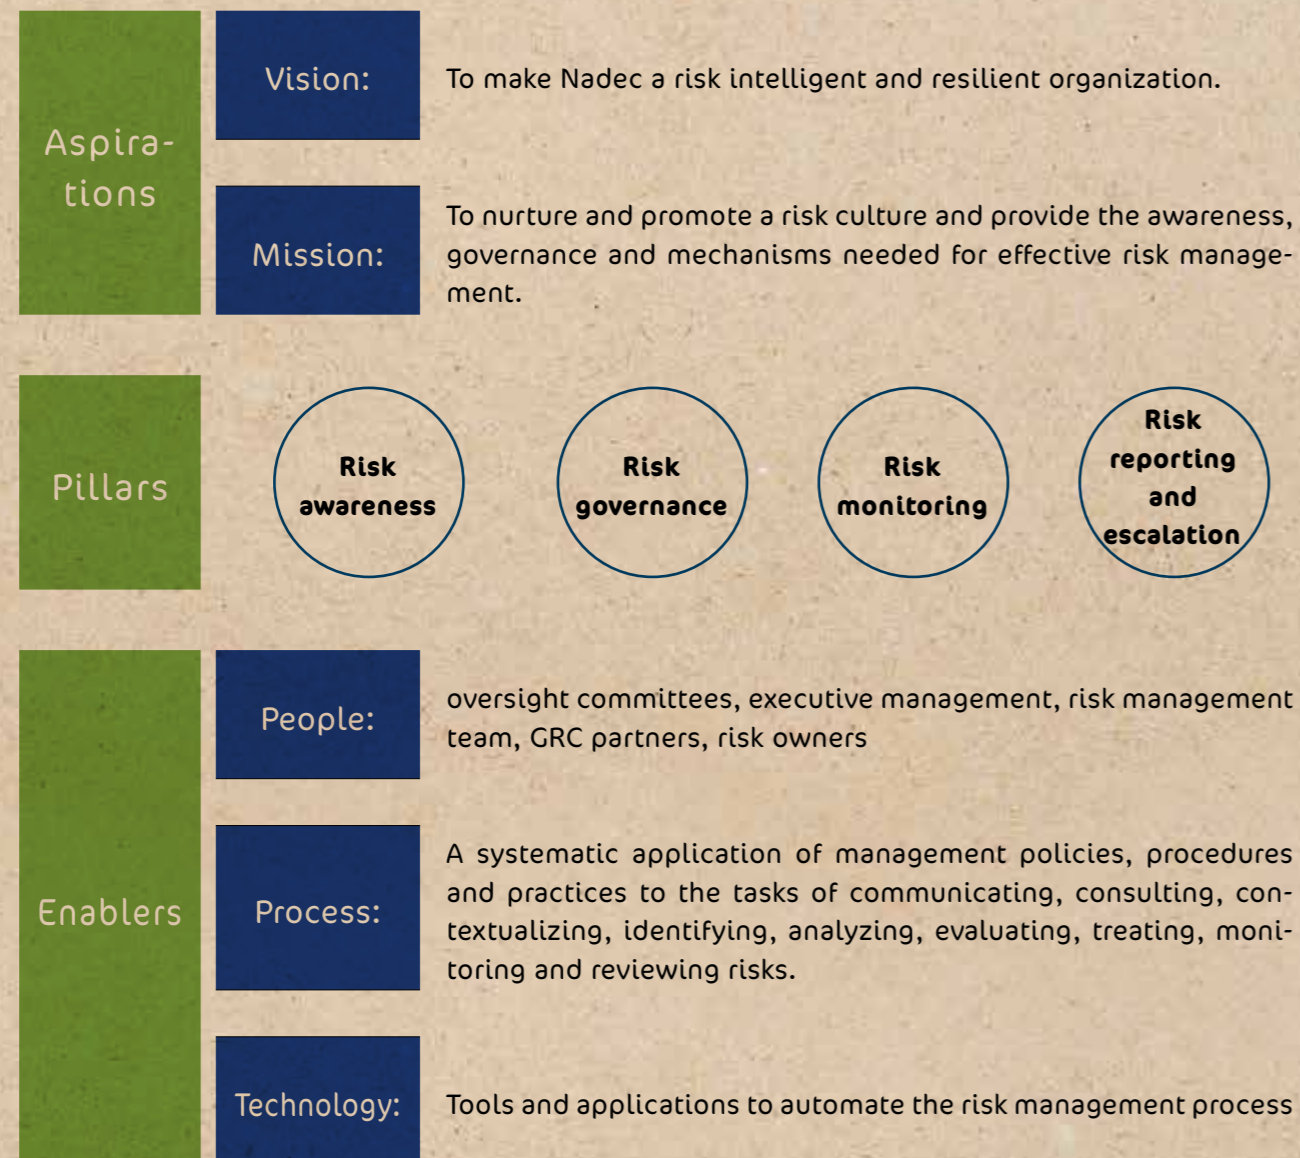 Aspira-
tions
Vision:
To make Nadec a risk intelligent and resilient organization.
Mission:
To nurture and promote a risk culture and provide the awareness,
governance and mechanisms needed for effective risk manage-
ment.
Pillars
Risk
awareness
Risk
governance
Risk
monitoring
Risk
reporting
and
escalation
Enablers
People:
oversight committees, executive management, risk management
team, GRC partners, risk owners
Process:
A systematic application of management policies, procedures
and practices to the tasks of communicating, consulting, con-
textualizing, identifying, analyzing, evaluating, treating, moni-
toring and reviewing risks.
Technology:
Tools and applications to automate the risk management process